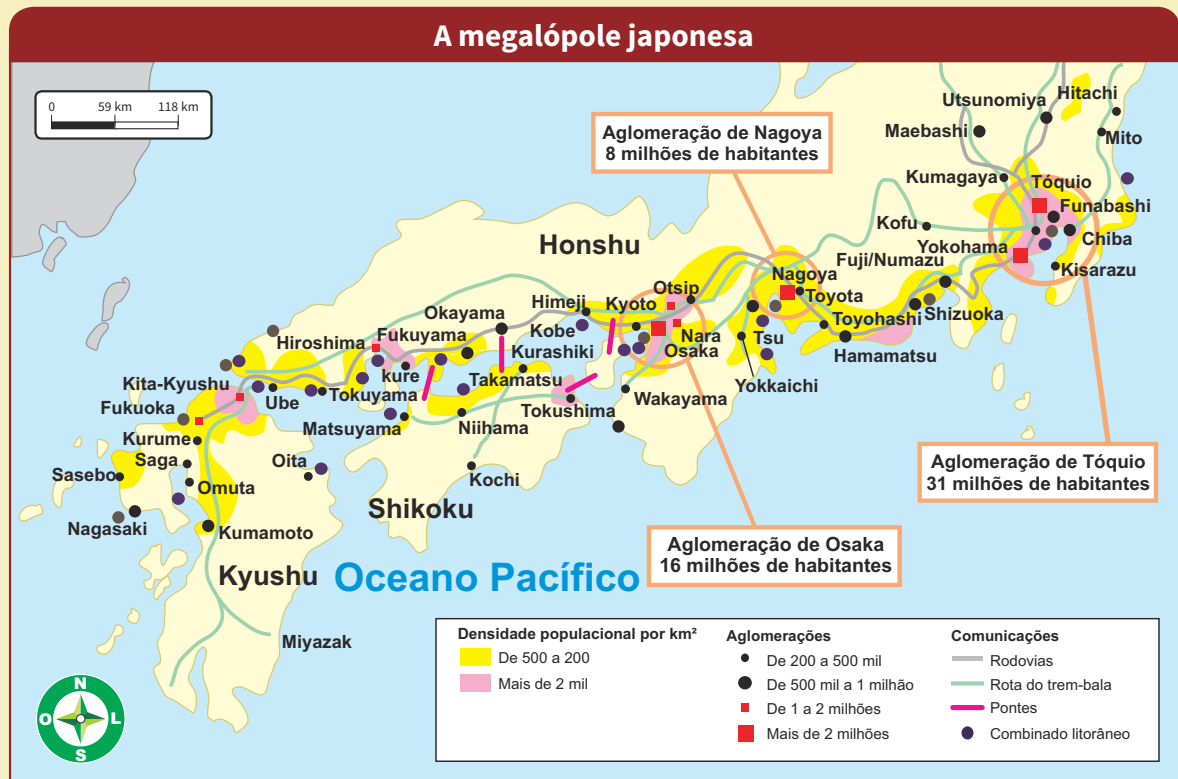 A megalópole japonesa
0 59 km 118 km
Aglomeração de Nagoya
8 milhões de habitantes
Utsunomiya
Hitachi
Maebashi
Mito
Kumagaya
Tóquio
Funabashi
Kofu
Yokohama
Chiba
Kisarazu
Honshu
Fuji/Numazu
Nagoya
Toyota
Toyohashi
Shizuoka
Hamamatsu
Otsip
Himeji
Kyoto
Okayama
Kobe
Nara
Osaka
Tsu
Yokkaichi
Hiroshima
Fukuyama
Kurashiki
kure
Takamatsu
Kita-Kyushu
Tokuyama
Ube
Tokushima
Wakayama
Fukuoka
Matsuyama
Niihama
Kurume
Saga
Oita
Kochi
Sasebo
Omuta
Nagasaki
Kumamoto
Shikoku
Kyushu
Oceano Pacífico
Miyazak
Aglomeração de Tóquio
31 milhões de habitantes
Aglomeração de Osaka
16 milhões de habitantes
Densidade populacional por km²
De 500 a 200
Mais de 2 mil
Aglomerações
De 200 a 500 mil
De 500 mil a 1 milhão
De 1 a 2 milhões
Mais de 2 milhões
Comunicações
Rodovias
Rota do trem-bala
Pontes
Combinado litorâneo
N
O
L
S